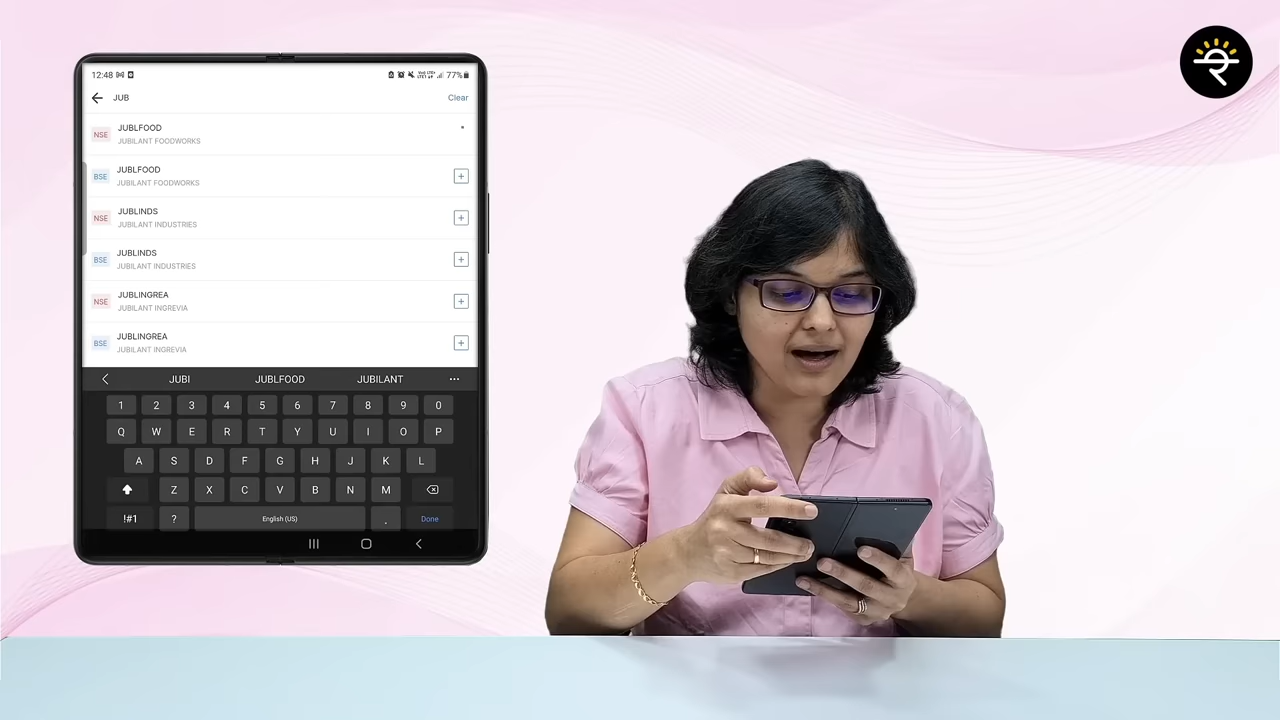 12:48
77%
JUB
Clear
NSE
JUBLFOOD
JUBILANT FOODWORKS
BSE
JUBLFOOD
JUBILANT FOODWORKS
+
NSE
JUBLINDS
JUBILANT INDUSTRIES
+
BSE
JUBLINDS
JUBILANT INDUSTRIES
+
NSE
JUBLINGREA
JUBILANT INGREVIA
+
BSE
JUBLINGREA
JUBILANT INGREVIA
+
JUBI JUBLFOOD JUBILANT
1 2 3 4 5 6 7 8 9 0
Q W E R T Y U I O P
A S D F G H J K L
Z X C V B N M
!#1 ? English (US) . Done